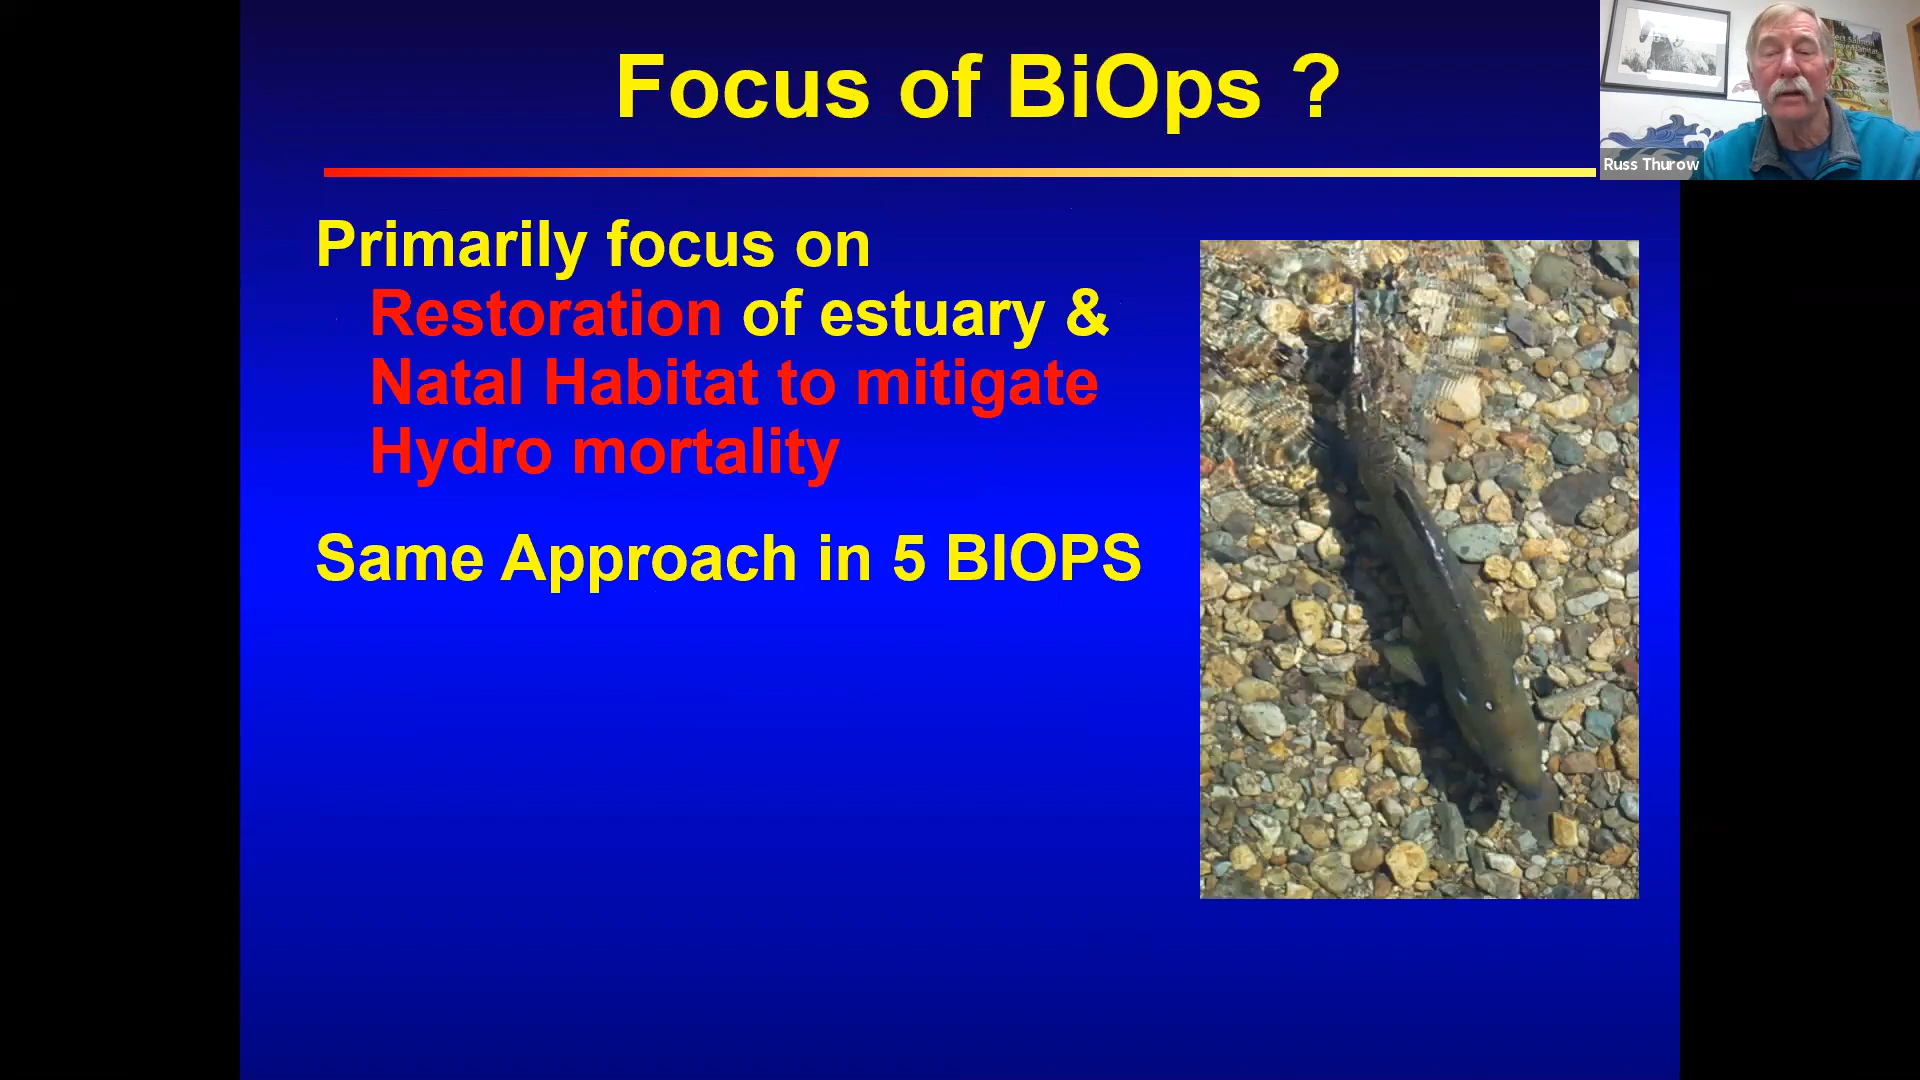 Focus of BiOps ?
Primarily focus on
Restoration of estuary &
Natal Habitat to mitigate
Hydro mortality
Same Approach in 5 BIOPS
Russ Thurow